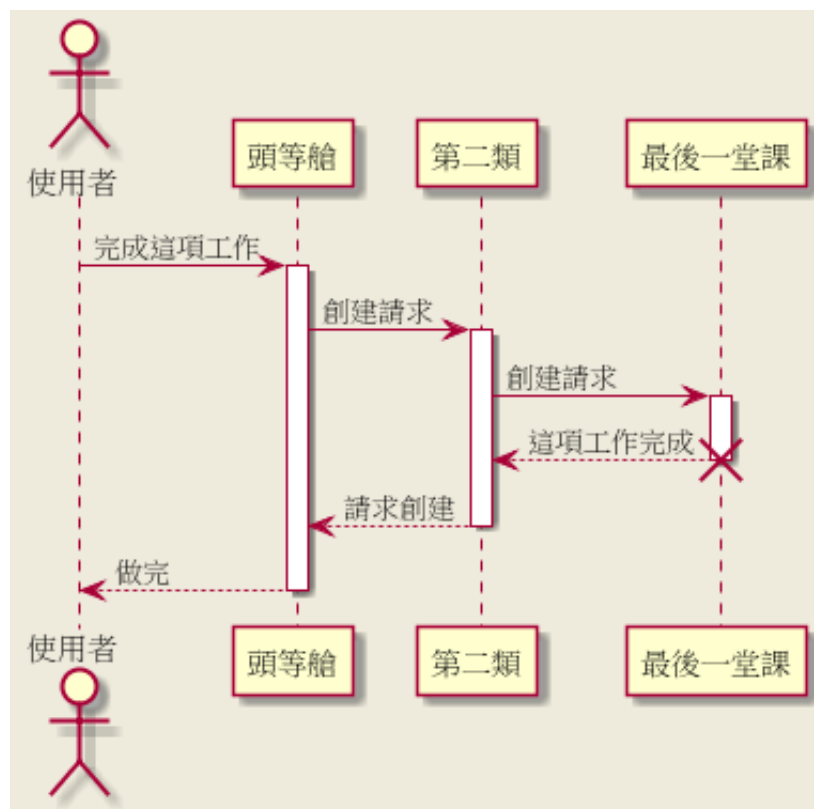 使用者
頭等艙
第二類
最後一堂課
完成這項工作
創建請求
創建請求
這項工作完成
請求創建
做完
使用者
頭等艙
第二類
最後一堂課